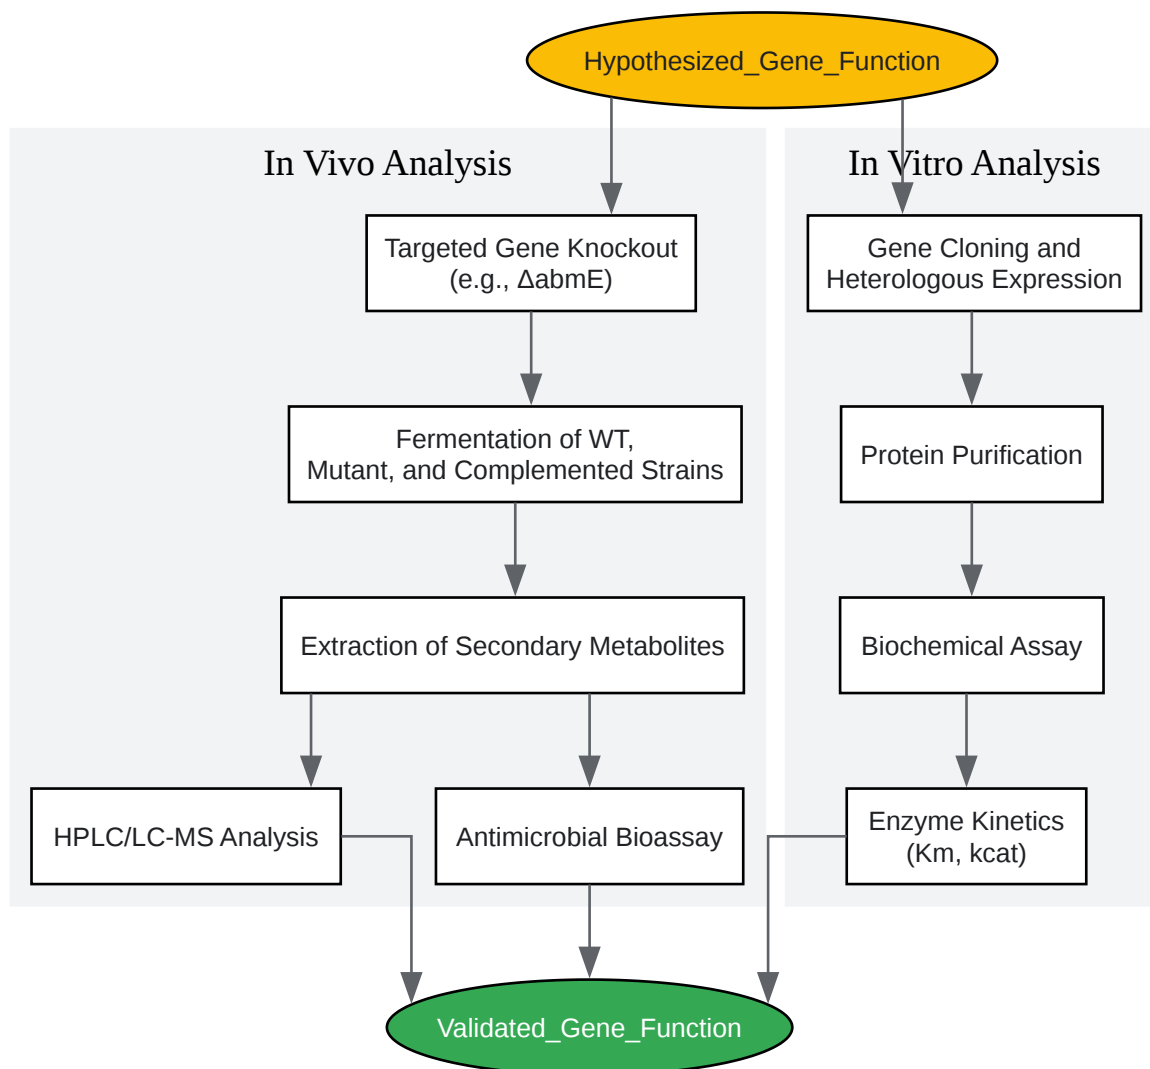 Hypothesized_Gene_Function
In Vivo Analysis
In Vitro Analysis
Targeted Gene Knockout
(e.g., ΔabmE)
Gene Cloning and
Heterologous Expression
Fermentation of WT,
Mutant, and Complemented Strains
Protein Purification
Extraction of Secondary Metabolites
Biochemical Assay
HPLC/LC-MS Analysis
Antimicrobial Bioassay
Enzyme Kinetics
(Km, kcat)
Validated_Gene_Function